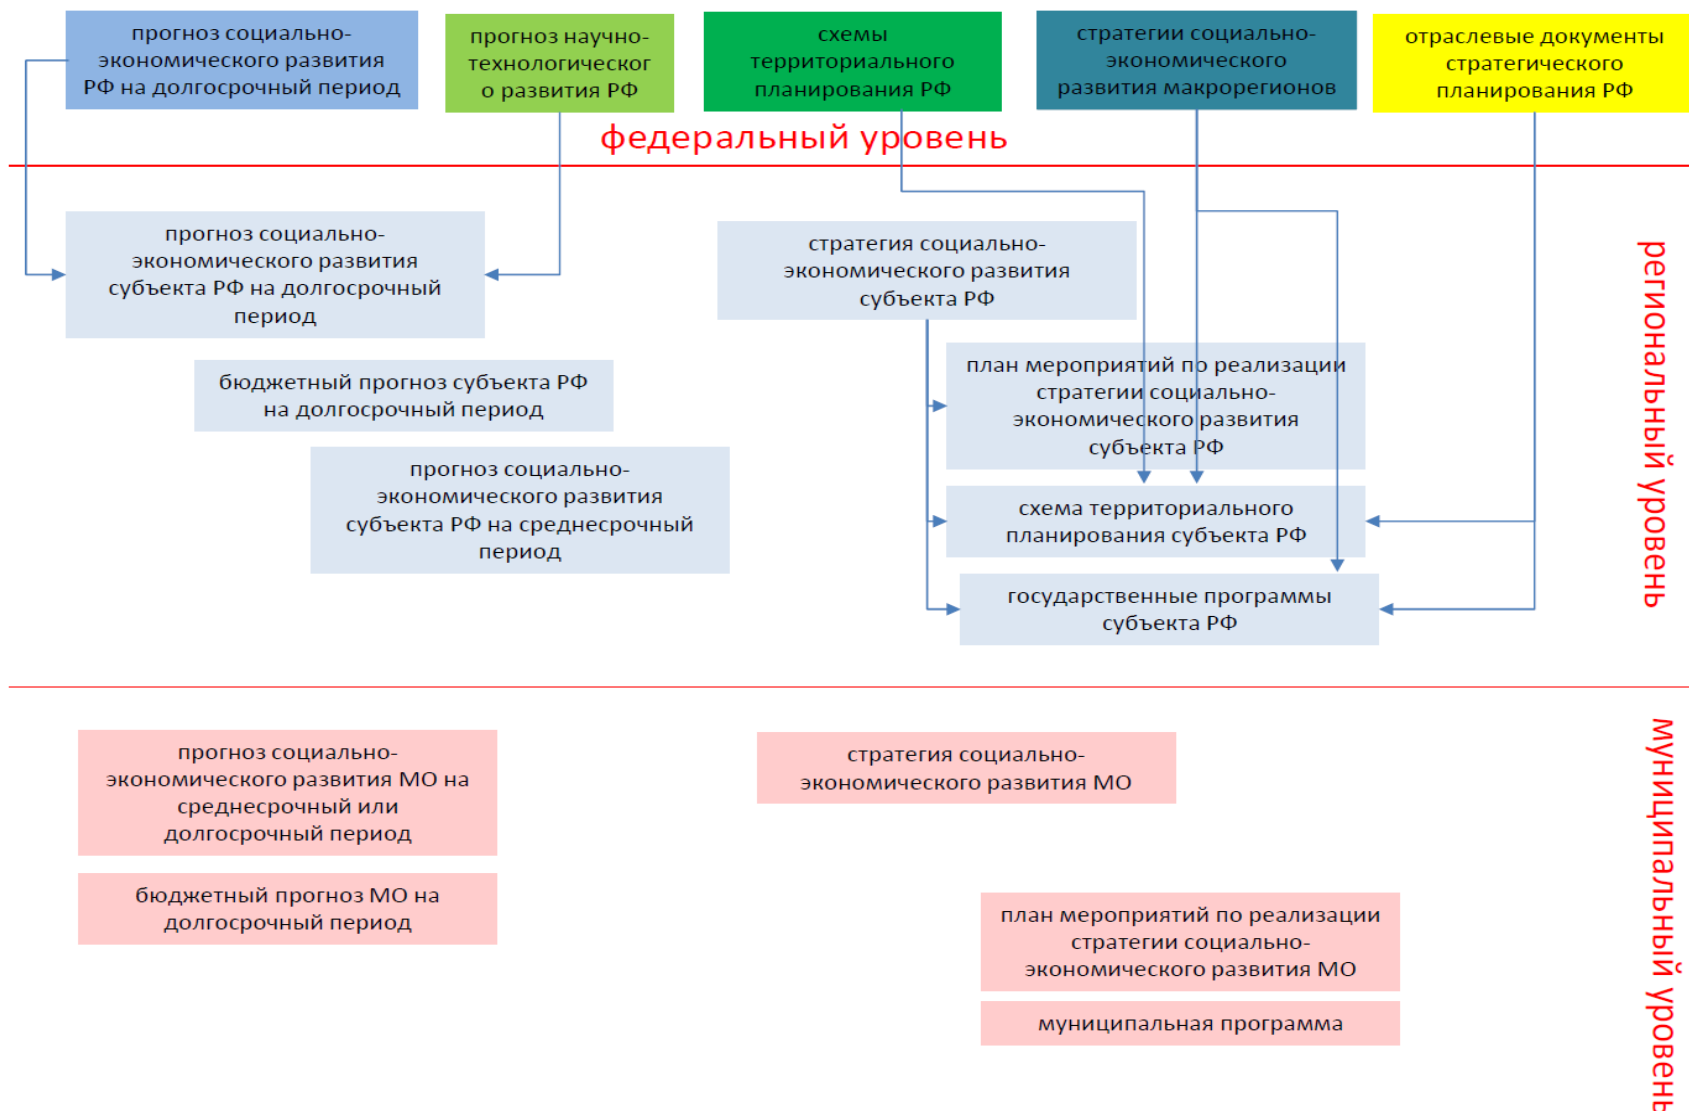 прогноз социально-
экономического развития
РФ на долгосрочный период
прогноз научно-
технологическог
о развития РФ
схемы
территориального
планирования РФ
стратегии социально-
экономического
развития макрорегионов
отраслевые документы
стратегического
планирования РФ
федеральный уровень
прогноз социально-
экономического развития
субъекта РФ на долгосрочный
период
стратегия социально-
экономического развития
субъекта РФ
региональный уровень
бюджетный прогноз субъекта РФ
на долгосрочный период
план мероприятий по реализации
стратегии социально-
экономического развития
субъекта РФ
прогноз социально-
экономического развития
субъекта РФ на среднесрочный
период
схема территориального
планирования субъекта РФ
государственные программы
субъекта РФ
прогноз социально-
экономического развития МО на
среднесрочный или
долгосрочный период
стратегия социально-
экономического развития МО
муниципальный уровень
бюджетный прогноз МО на
долгосрочный период
план мероприятий по реализации
стратегии социально-
экономического развития МО
муниципальная программа